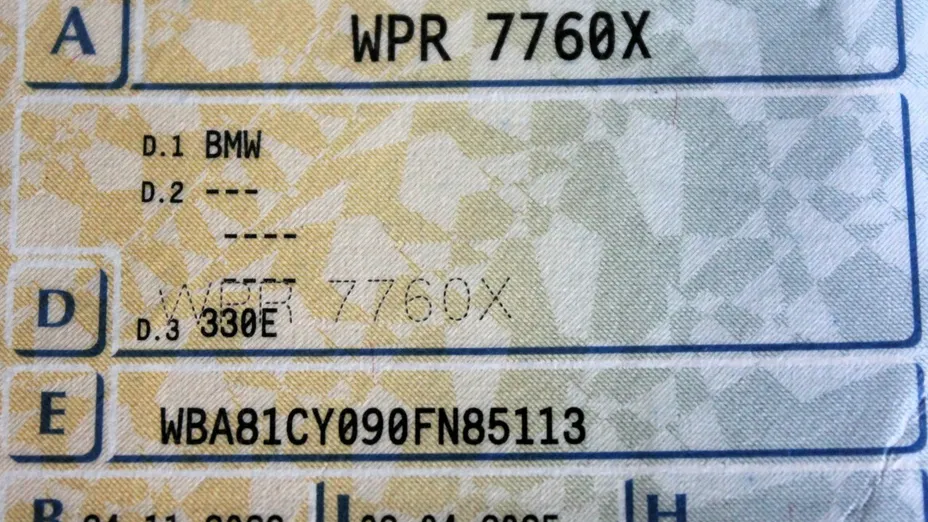 A WPR 7760X
D.1 BMW
D.2 ---
----
----
WPR 7760X
D D.3 330E
E WBA81CY090FN85113
B I H